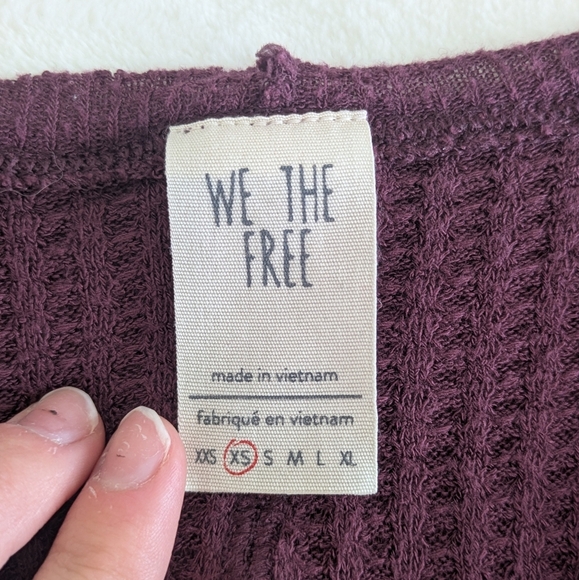 WE THE
FREE
made in vietnam
fabriqué en vietnam
XXS XS S M L XL